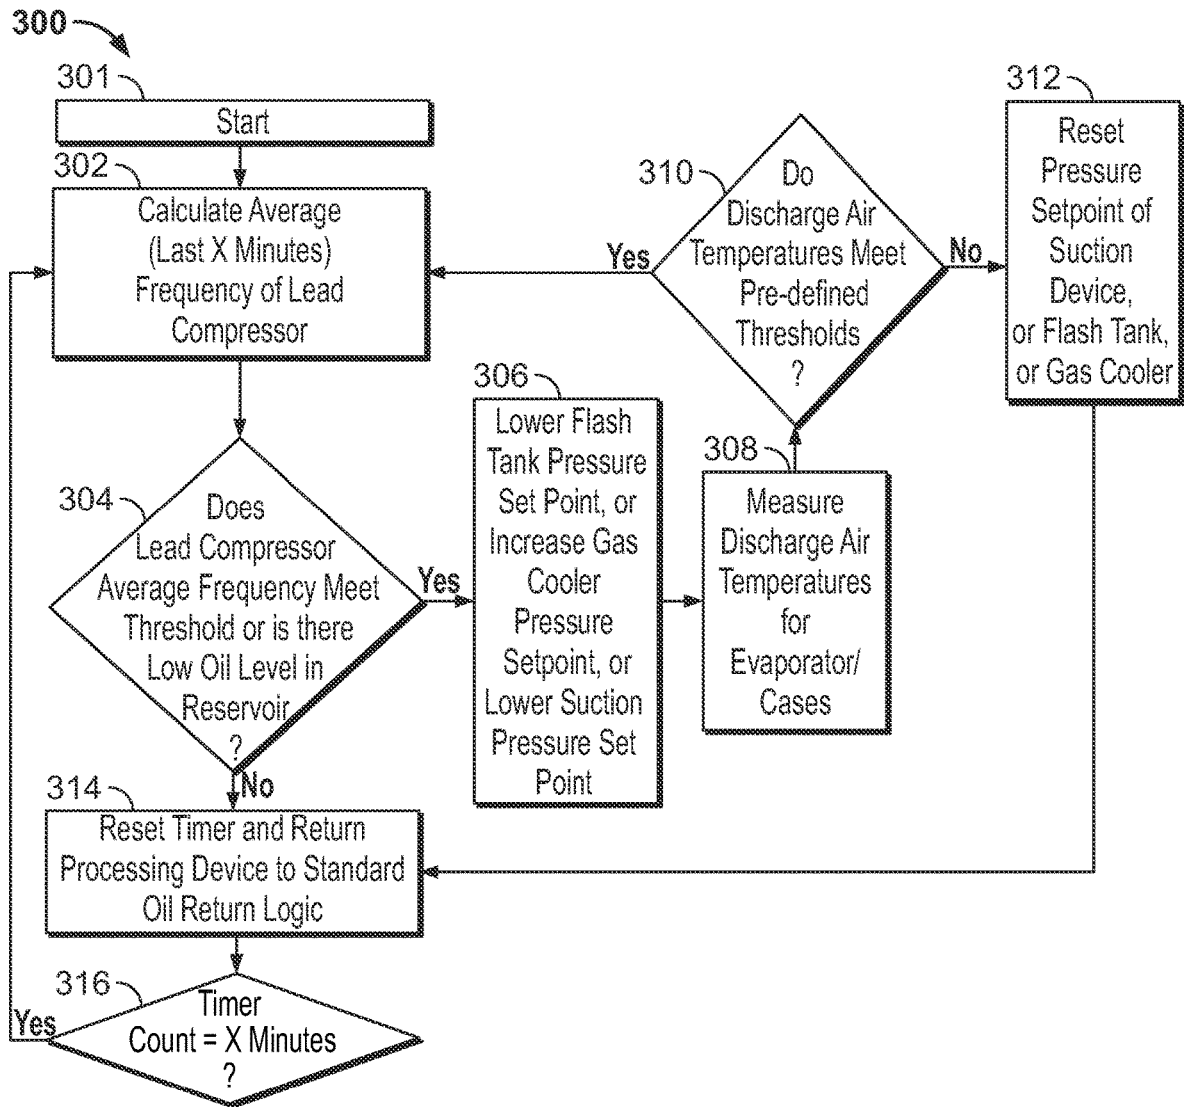 300
301
Start
302
Calculate Average
(Last X Minutes)
Frequency of Lead
Compressor
304
Does
Lead Compressor
Average Frequency Meet
Threshold or is there
Low Oil Level in
Reservoir
?
Yes
No
306
Lower Flash
Tank Pressure
Set Point, or
Increase Gas
Cooler
Pressure
Setpoint, or
Lower Suction
Pressure Set
Point
308
Measure
Discharge Air
Temperatures
for
Evaporator/
Cases
310
Do
Discharge Air
Temperatures Meet
Pre-defined
Thresholds
?
Yes
No
312
Reset
Pressure
Setpoint of
Suction
Device,
or Flash Tank,
or Gas Cooler
314
Reset Timer and Return
Processing Device to Standard
Oil Return Logic
316
Timer
Count = X Minutes
?
Yes